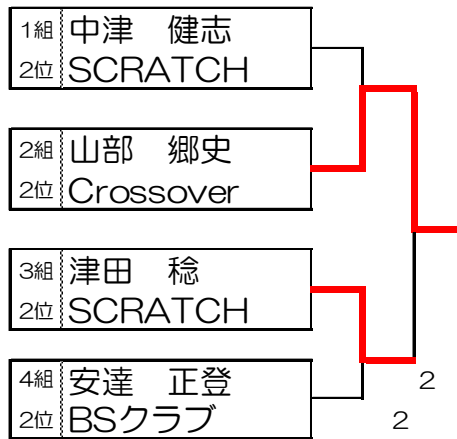 1組 中津　健志
2位 SCRATCH
2組 山部　郷史
2位 Crossover
3組 津田　稔
2位 SCRATCH
4組 安達　正登
2位 BSクラブ
2
2